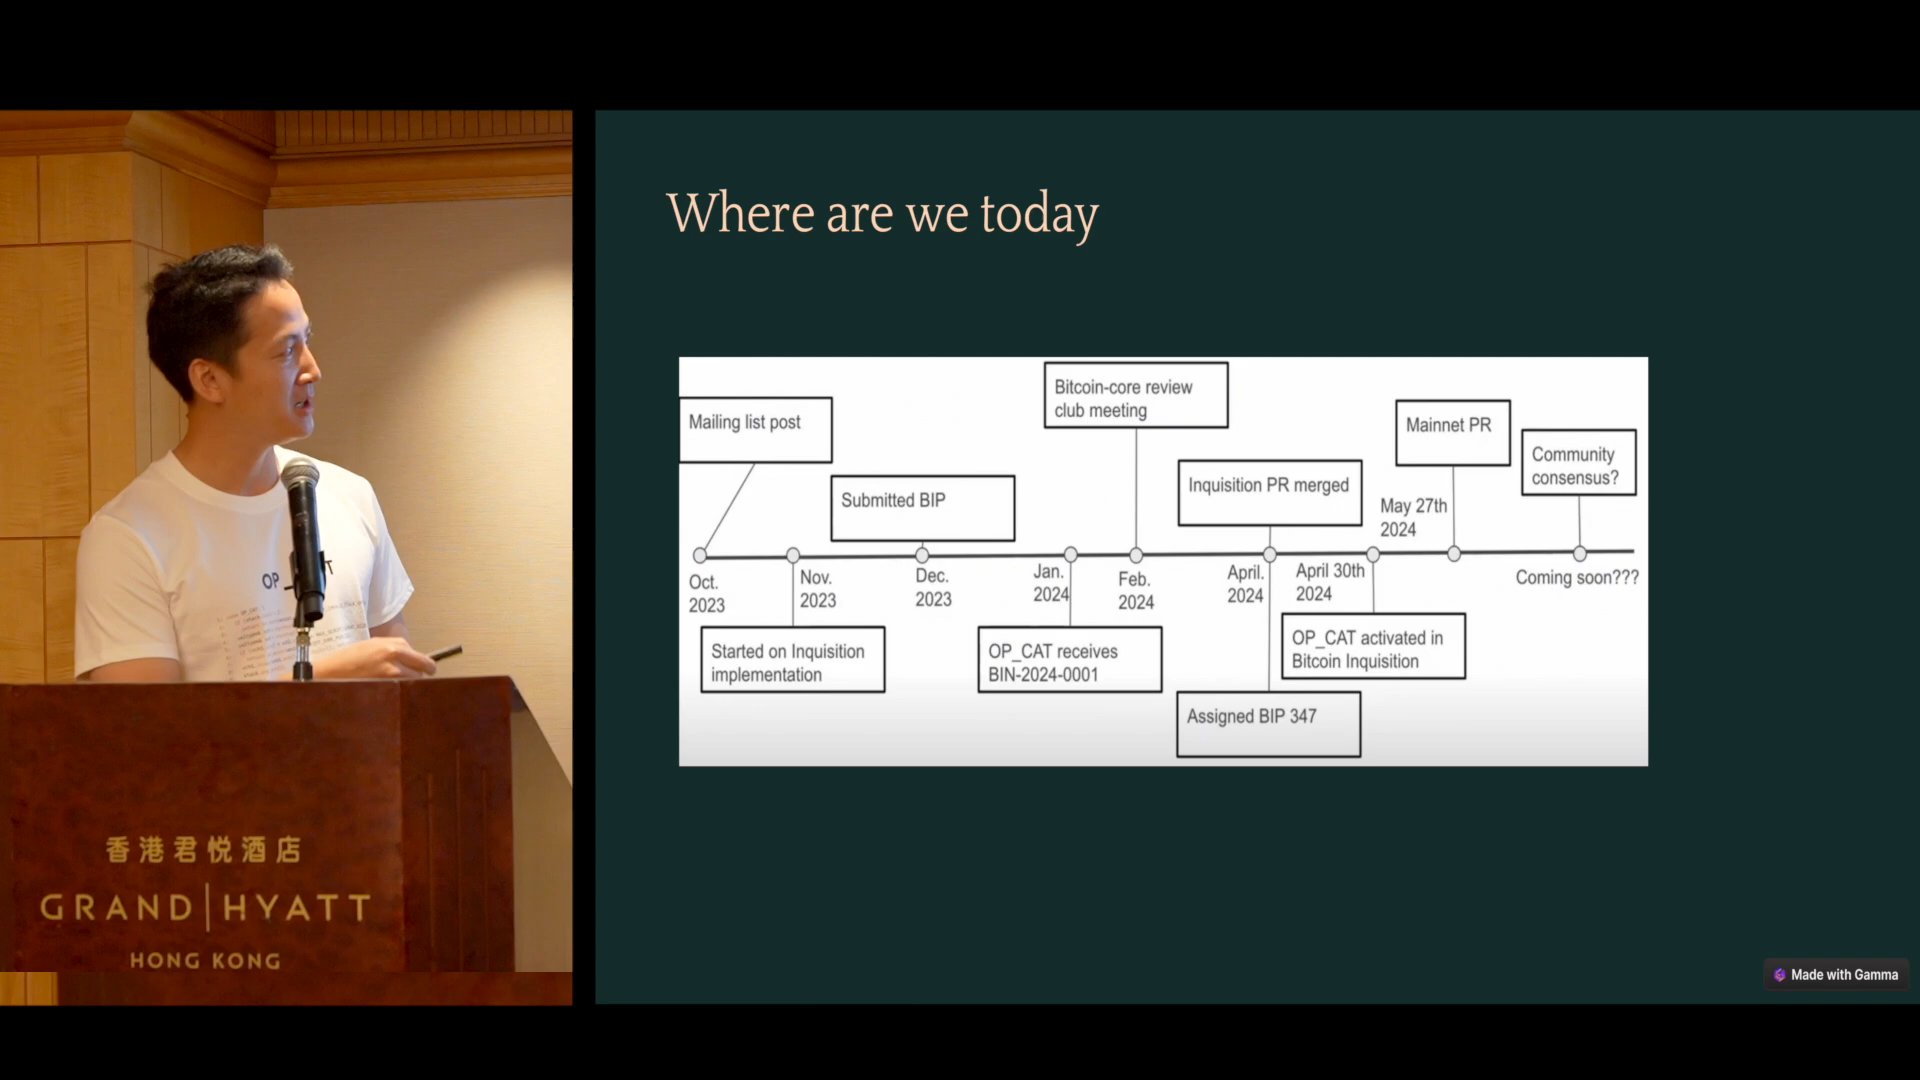 Where are we today
Mailing list post
Submitted BIP
Bitcoin-core review
club meeting
Inquisition PR merged
Mainnet PR
Community
consensus?
May 27th
2024
Oct.
2023
Nov.
2023
Dec.
2023
Jan.
2024
Feb.
2024
April.
2024
April 30th
2024
Coming soon???
Started on Inquisition
implementation
OP_CAT receives
BIN-2024-0001
OP_CAT activated in
Bitcoin Inquisition
Assigned BIP 347
OP
香港君悦酒店
GRAND HYATT
HONG KONG
Made with Gamma